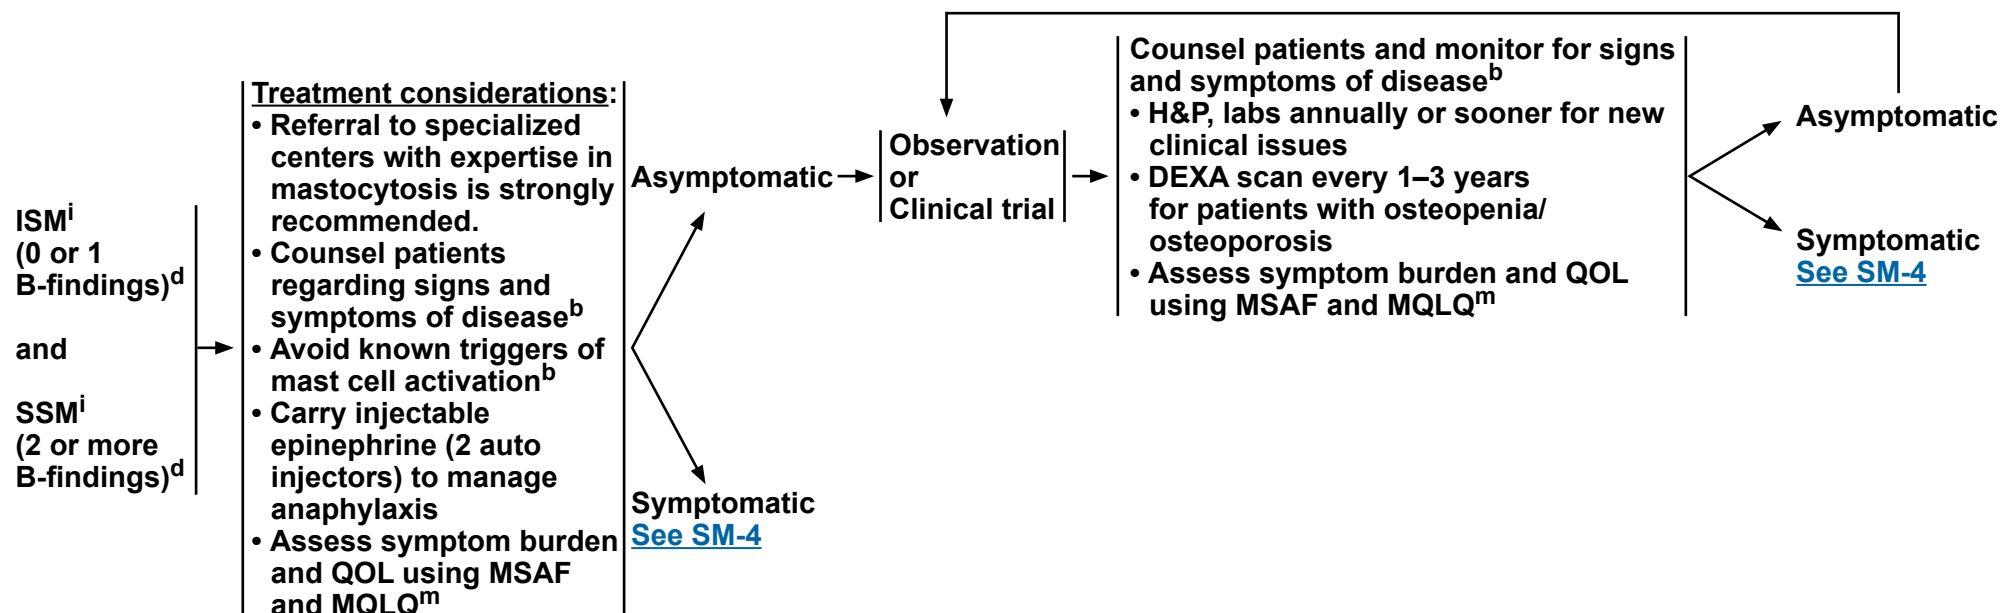 ISMi
(0 or 1
B-findings)d
and
SSMi
(2 or more
B-findings)d
Treatment considerations:
• Referral to specialized
centers with expertise in
mastocytosis is strongly
recommended.
• Counsel patients
regarding signs and
symptoms of diseaseb
• Avoid known triggers of
mast cell activationb
• Carry injectable
epinephrine (2 auto
injectors) to manage
anaphylaxis
• Assess symptom burden
and QOL using MSAF
and MQLQm
Asymptomatic
Symptomatic
See SM-4
Observation
or
Clinical trial
Counsel patients and monitor for signs
and symptoms of diseaseb
• H&P, labs annually or sooner for new
clinical issues
• DEXA scan every 1–3 years
for patients with osteopenia/
osteoporosis
• Assess symptom burden and QOL
using MSAF and MQLQm
Asymptomatic
Symptomatic
See SM-4